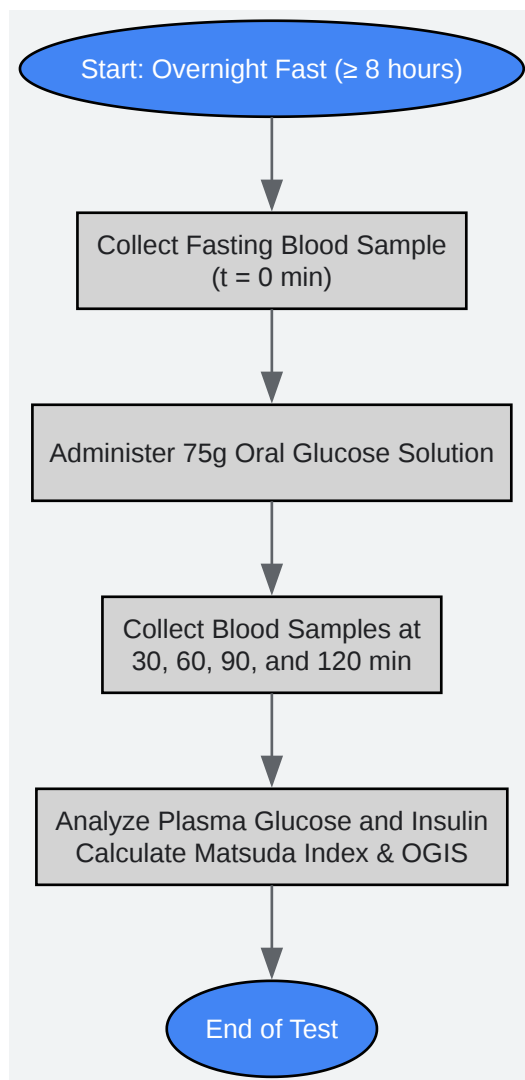 Start: Overnight Fast (≥ 8 hours)
Collect Fasting Blood Sample
(t = 0 min)
Administer 75g Oral Glucose Solution
Collect Blood Samples at
30, 60, 90, and 120 min
Analyze Plasma Glucose and Insulin
Calculate Matsuda Index & OGIS
End of Test